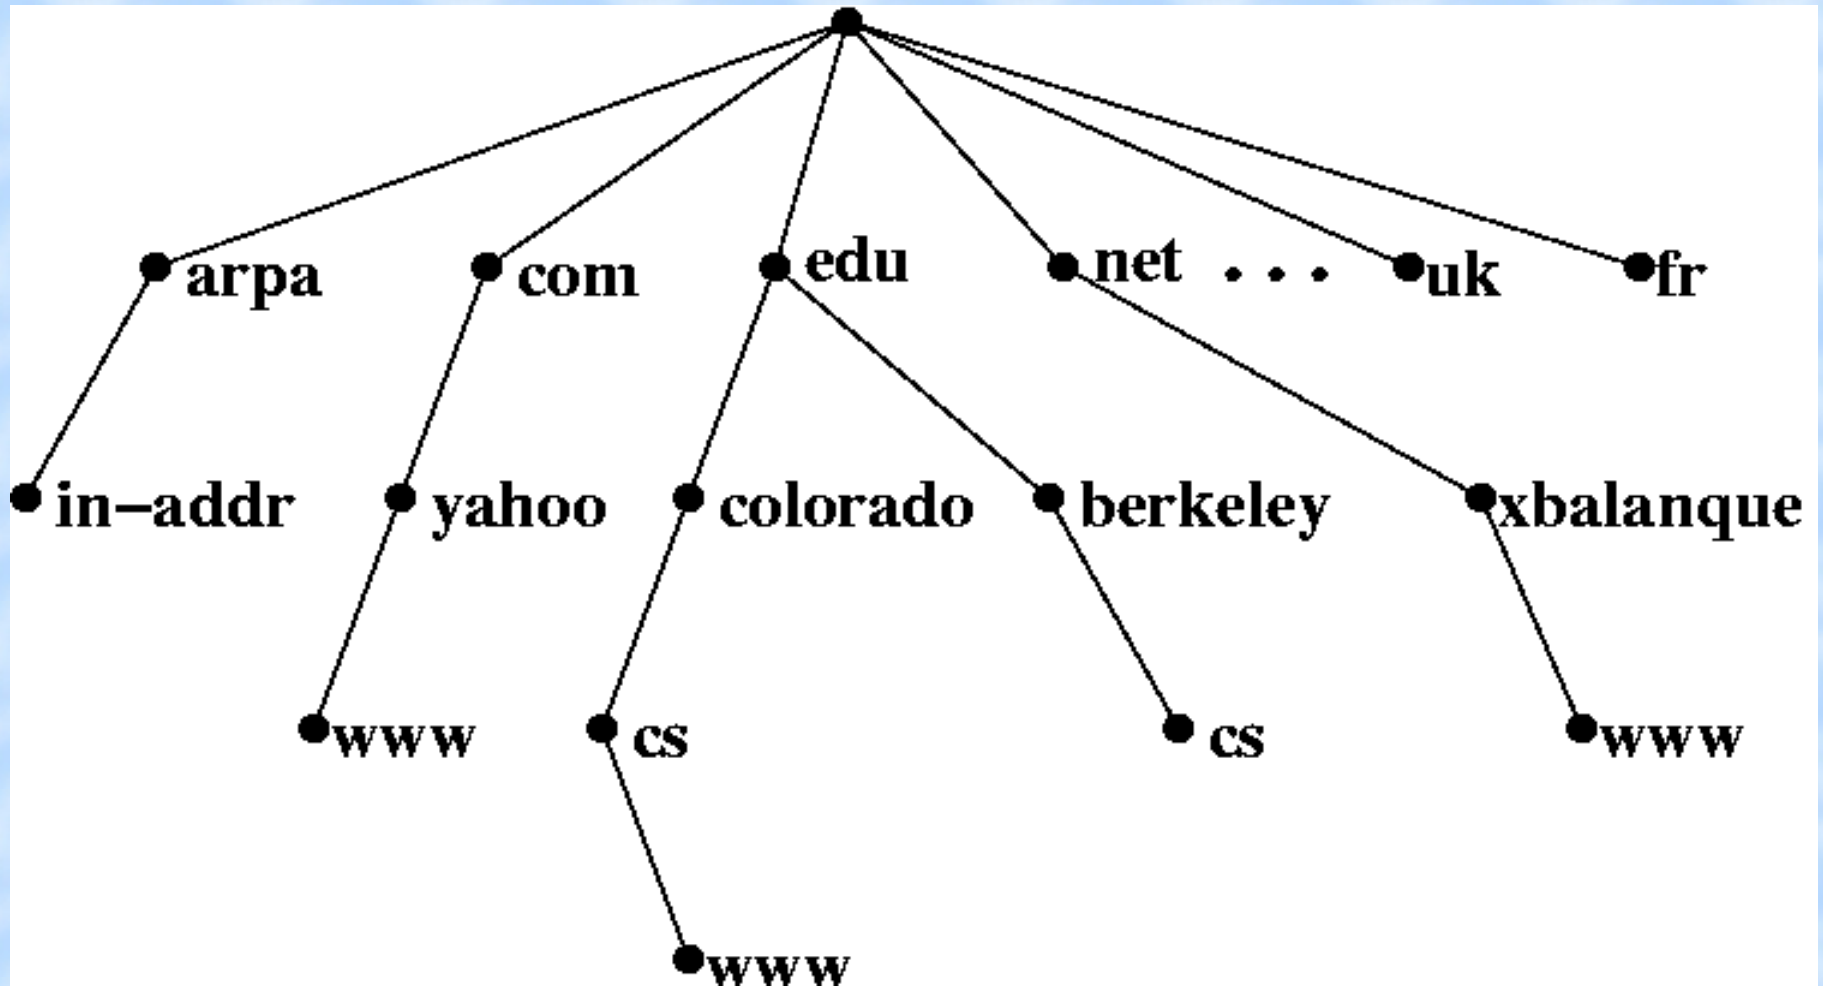 arpa com edu net . . . uk fr
in-addr yahoo colorado berkeley xbalanque
www cs cs www
www